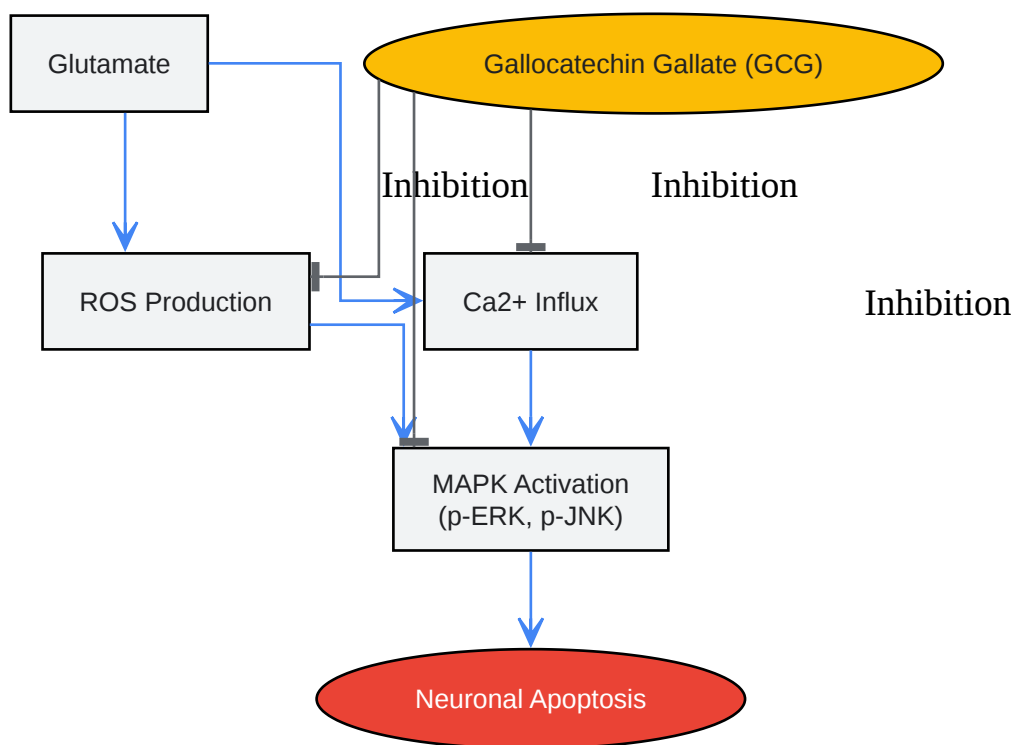 Glutamate
Gallocatechin Gallate (GCG)
Inhibition
Inhibition
ROS Production
Ca2+ Influx
Inhibition
MAPK Activation
(p-ERK, p-JNK)
Neuronal Apoptosis